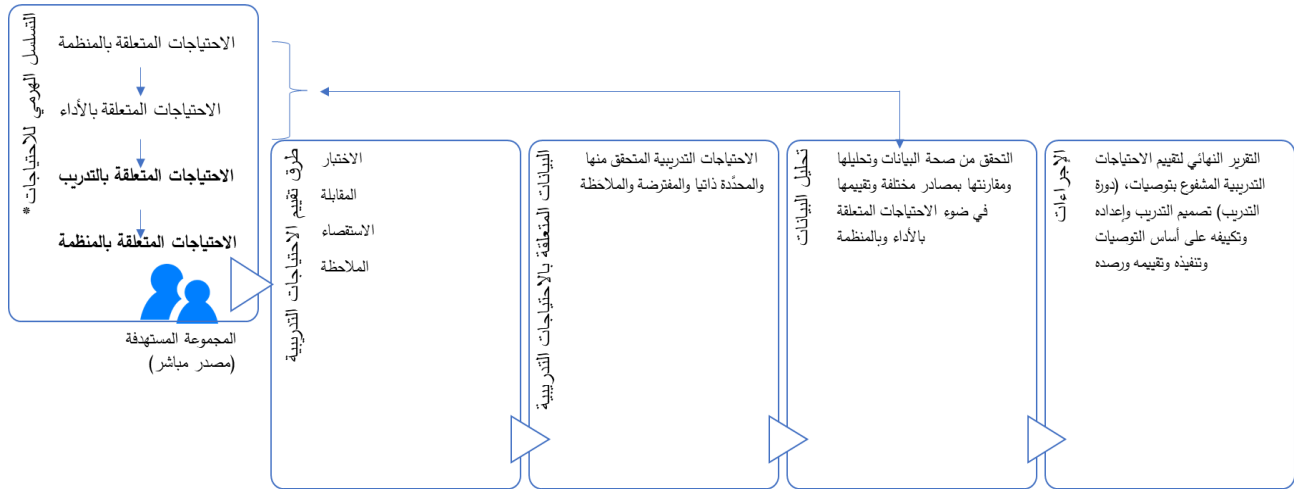 التسلسل الهرمي للاحتياجات*
الاحتياجات المتعلقة بالمنظمة
الاحتياجات المتعلقة بالأداء
الاحتياجات المتعلقة بالتدريب
الاحتياجات المتعلقة بالمنظمة
المجموعة المستهدفة
(مصدر مباشر)
طرق تقييم الاحتياجات التدريبية
الاختبار
المقابلة
الاستقصاء
الملاحظة
البيانات المتعلقة بالاحتياجات التدريبية
الاحتياجات التدريبية المتحقق منها
والمحدَّدة ذاتيا والمفترضة والملاحَظة
تحليل البيانات
التحقق من صحة البيانات وتحليلها
ومقارنتها بمصادر مختلفة وتقييمها
في ضوء الاحتياجات المتعلقة
بالأداء وبالمنظمة
الإجراءات
التقرير النهائي لتقييم الاحتياجات
التدريبية المشفوع بتوصيات، (دورة
التدريب) تصميم التدريب وإعداده
وتكييفه على أساس التوصيات
وتنفيذه وتقييمه ورصده